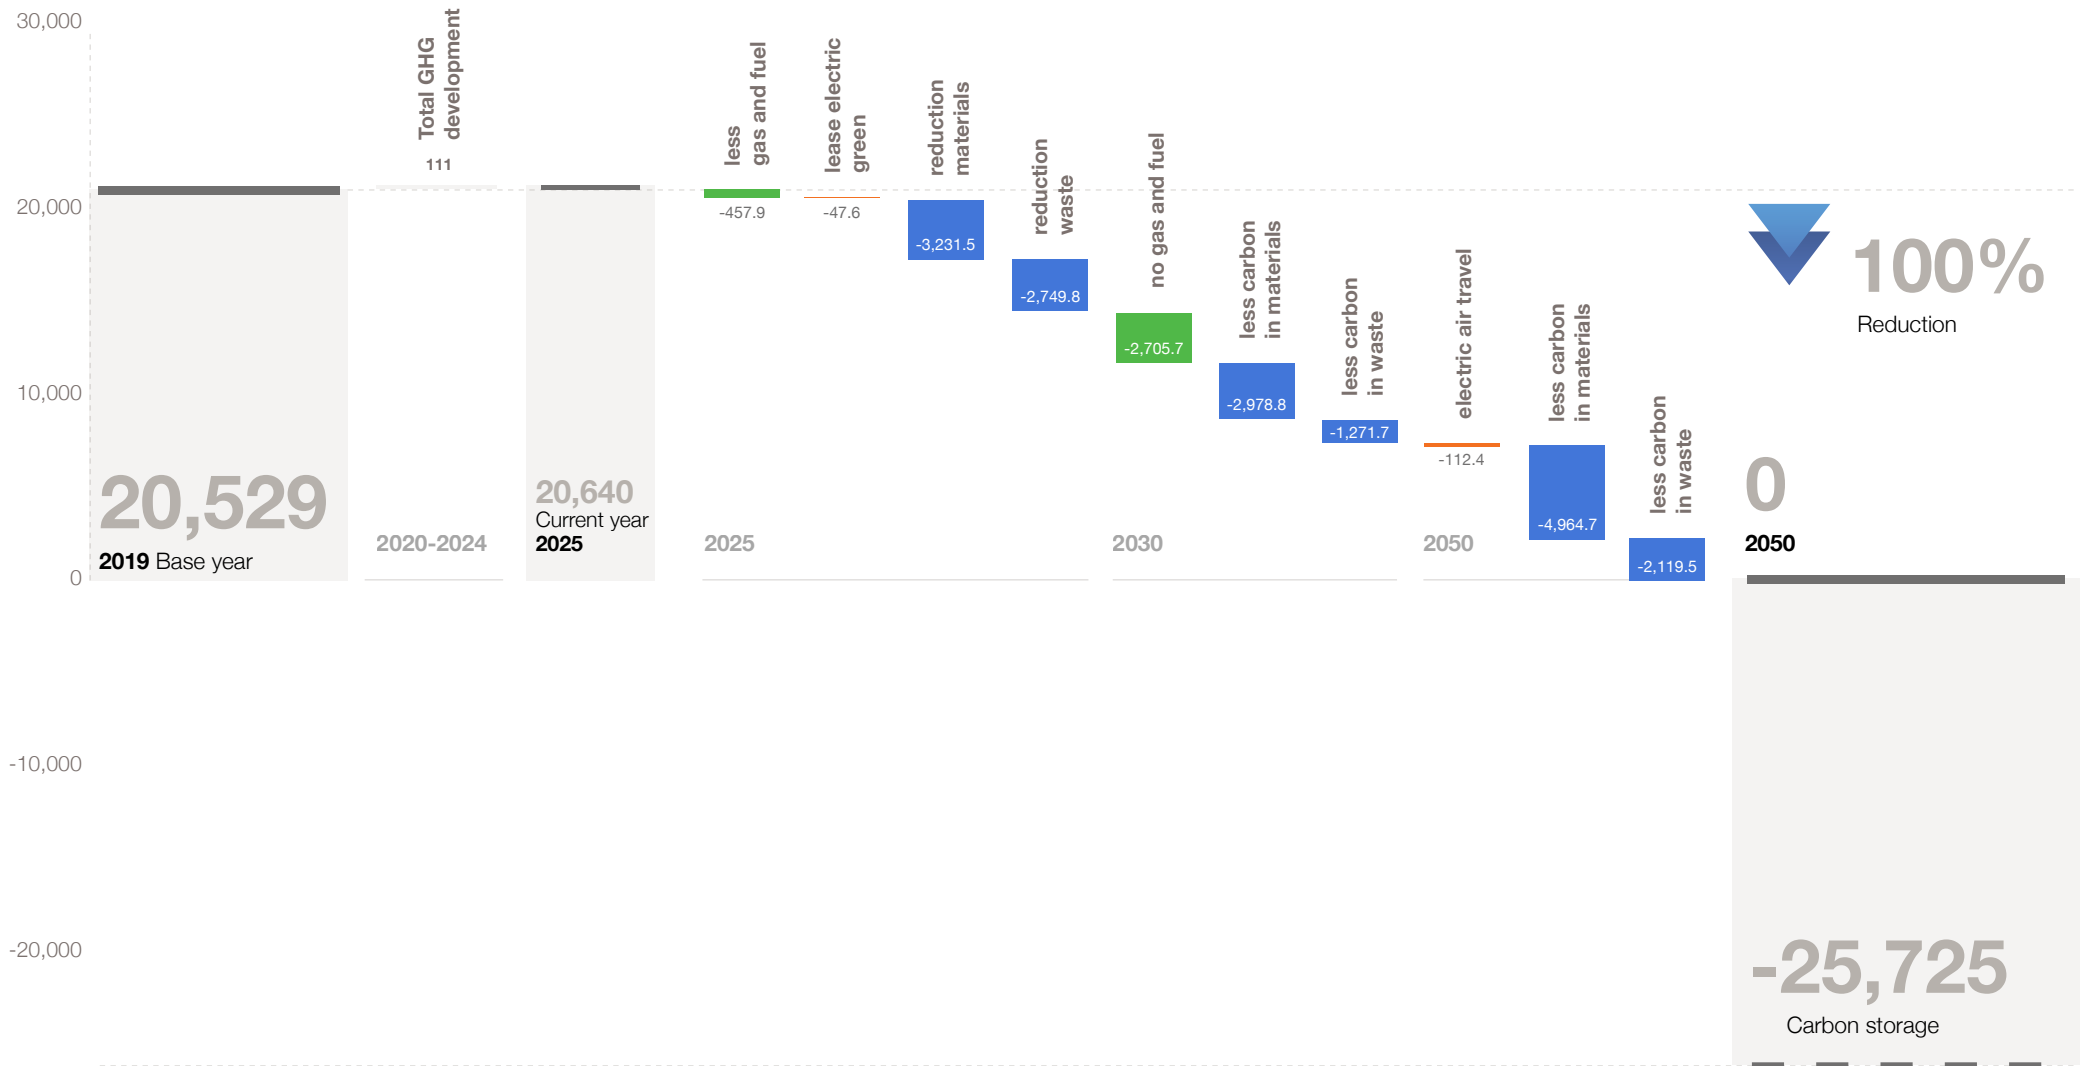 30,000
20,000
10,000
0
-10,000
-20,000
20,529
2019 Base year
Total GHG
development
111
2020-2024
20,640
Current year
2025
less
gas and fuel
-457.9
lease electric
green
-47.6
reduction
materials
-3,231.5
reduction
waste
-2,749.8
2025
no gas and fuel
-2,705.7
less carbon
in materials
-2,978.8
less carbon
in waste
-1,271.7
2030
electric air travel
-112.4
less carbon
in materials
-4,964.7
less carbon
in waste
-2,119.5
2050
100%
Reduction
0
2050
-25,725
Carbon storage